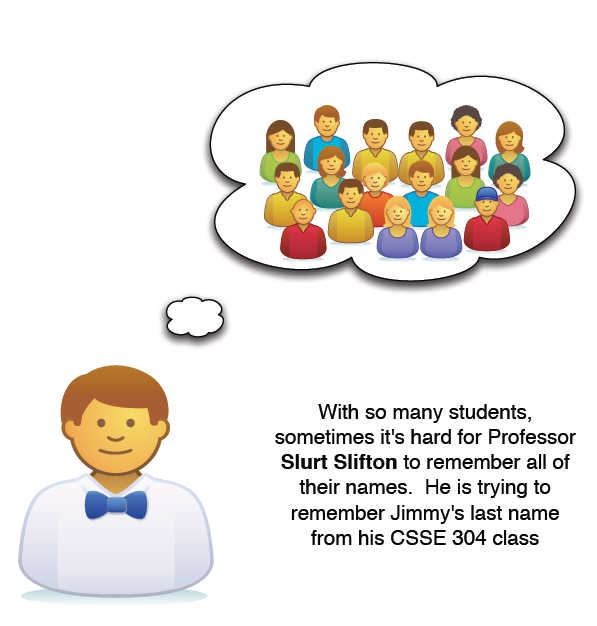 With so many students,
sometimes it's hard for Professor
Slurt Slifton to remember all of
their names.  He is trying to
remember Jimmy's last name
from his CSSE 304 class